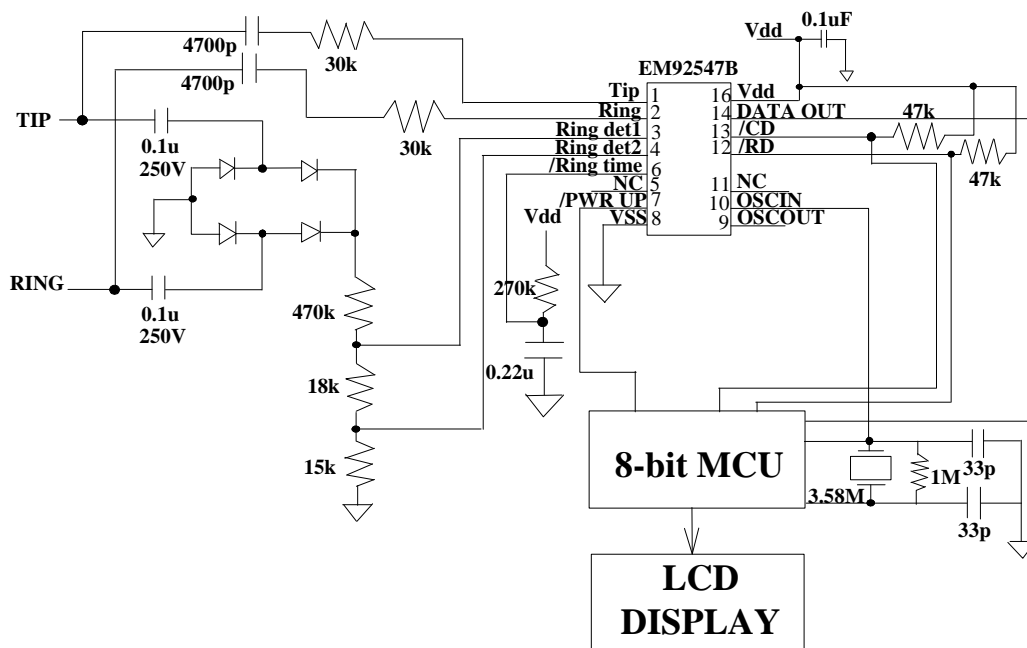 0.1uF
Vdd
4700p
30k
4700p
30k
EM92547B
TIP
0.1u
250V
Tip
Ring
Ring det1
Ring det2
/Ring time
NC
/PWR UP
VSS
1
2
3
4
6
5
7
8
16
14
13
12
11
10
9
Vdd
DATA OUT
/CD
/RD
NC
OSCIN
OSCOUT
47k
47k
Vdd
RING
0.1u
250V
470k
270k
0.22u
18k
15k
8-bit MCU
3.58M
1M
33p
33p
LCD
DISPLAY